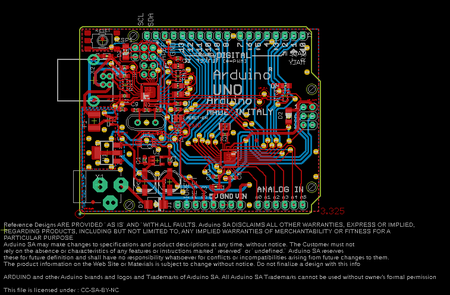 SCL
SDA
DIGITAL
Arduino
UNO
Arduino
MADE IN ITALY
ANALOG IN
5V GND VIN
3.325
Reference Designs ARE PROVIDED "AS IS" AND "WITH ALL FAULTS". Arduino SA DISCLAIMS ALL OTHER WARRANTIES, EXPRESS OR IMPLIED,
REGARDING PRODUCTS, INCLUDING BUT NOT LIMITED TO, ANY IMPLIED WARRANTIES OF MERCHANTABILITY OR FITNESS FOR A
PARTICULAR PURPOSE
Arduino SA may make changes to specifications and product descriptions at any time, without notice. The Customer must not
rely on the absence or characteristics of any features or instructions marked "reserved" or "undefined." Arduino SA reserves
these for future definition and shall have no responsibility whatsoever for conflicts or incompatibilities arising from future changes to them.
The product information on the Web Site or Materials is subject to change without notice. Do not finalize a design with this info
ARDUINO and other Arduino brands and logos and Trademarks of Arduino SA. All Arduino SA Trademarks cannot be used without owner's formal permission
This file is licensed under : CC-SA-BY-NC